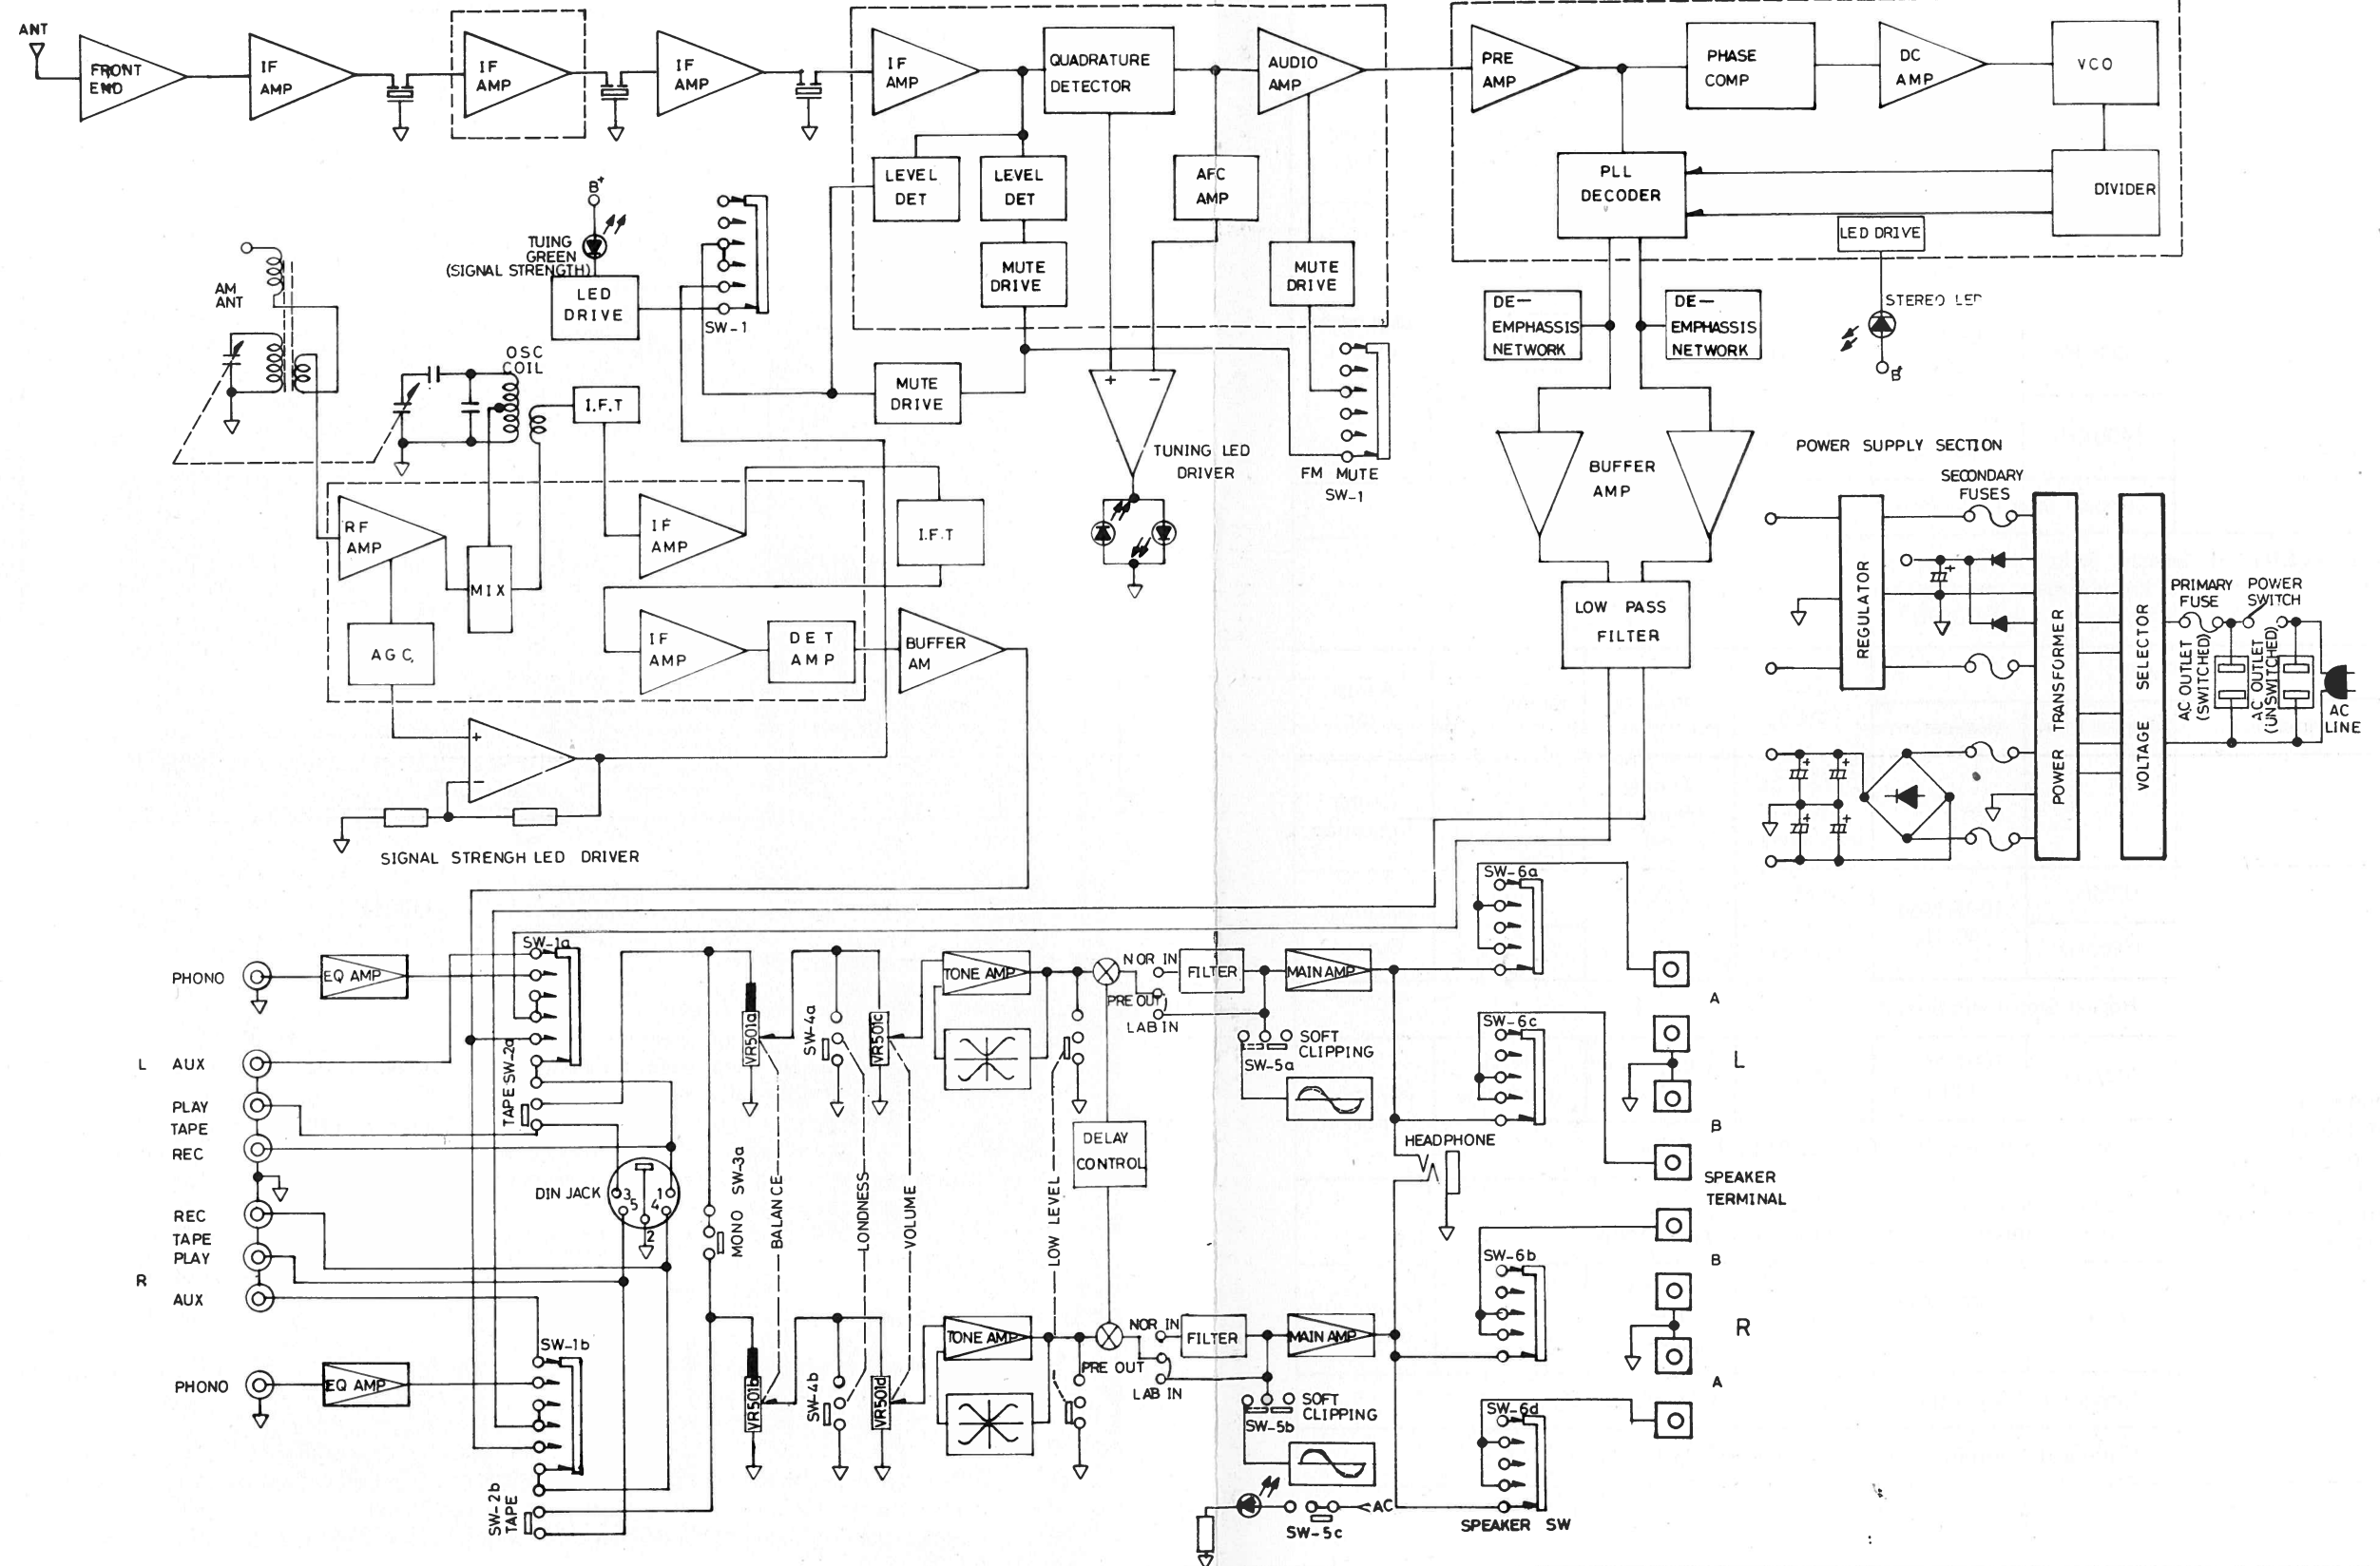 ANT
FRONT
END
IF
AMP
IF
AMP
IF
AMP
IF
AMP
QUADRATURE
DETECTOR
AUDIO
AMP
PRE
AMP
PHASE
COMP
DC
AMP
VCO
LEVEL
DET
LEVEL
DET
AFC
AMP
PLL
DECODER
DIVIDER
LED DRIVE
MUTE
DRIVE
MUTE
DRIVE
B+
TUING
GREEN
(SIGNAL STRENGTH)
LED
DRIVE
SW-1
AM
ANT
OSC
COIL
I.F.T
MUTE
DRIVE
+ −
TUNING LED
DRIVER
FM MUTE
SW-1
DE-
EMPHASSIS
NETWORK
DE-
EMPHASSIS
NETWORK
STEREO LED
B+
BUFFER
AMP
LOW PASS
FILTER
RF
AMP
MIX
AGC
IF
AMP
I.F.T
IF
AMP
DET
AMP
BUFFER
AM
+
−
SIGNAL STRENGH LED DRIVER
POWER SUPPLY SECTION
SECONDARY
FUSES
REGULATOR
+
POWER TRANSFORMER
VOLTAGE SELECTOR
PRIMARY
FUSE
POWER
SWITCH
AC OUTLET
(SWITCHED)
AC OUTLET
(UNSWITCHED)
AC
LINE
+ +
+ +
PHONO
EQ AMP
SW-1a
L
AUX
PLAY
TAPE
REC
TAPE SW-2a
DIN JACK
3 5 1 4
2
REC
TAPE
PLAY
R
AUX
PHONO
EQ AMP
SW-1b
SW-2b
TAPE
MONO SW-3a
VR501a
BALANCE
SW-4a
LONDNESS
VR501c
VOLUME
TONE AMP
LOW LEVEL
DELAY
CONTROL
NOR IN
PRE OUT
LAB IN
FILTER
MAIN AMP
SOFT
CLIPPING
SW-5a
HEADPHONE
SW-6a
SW-6c
A
L
B
SPEAKER
TERMINAL
B
R
A
SW-6b
SW-6d
SPEAKER SW
VR501b
SW-4b
VR501d
TONE AMP
NOR IN
PRE OUT
LAB IN
FILTER
MAIN AMP
SOFT
CLIPPING
SW-5b
AC
SW-5c